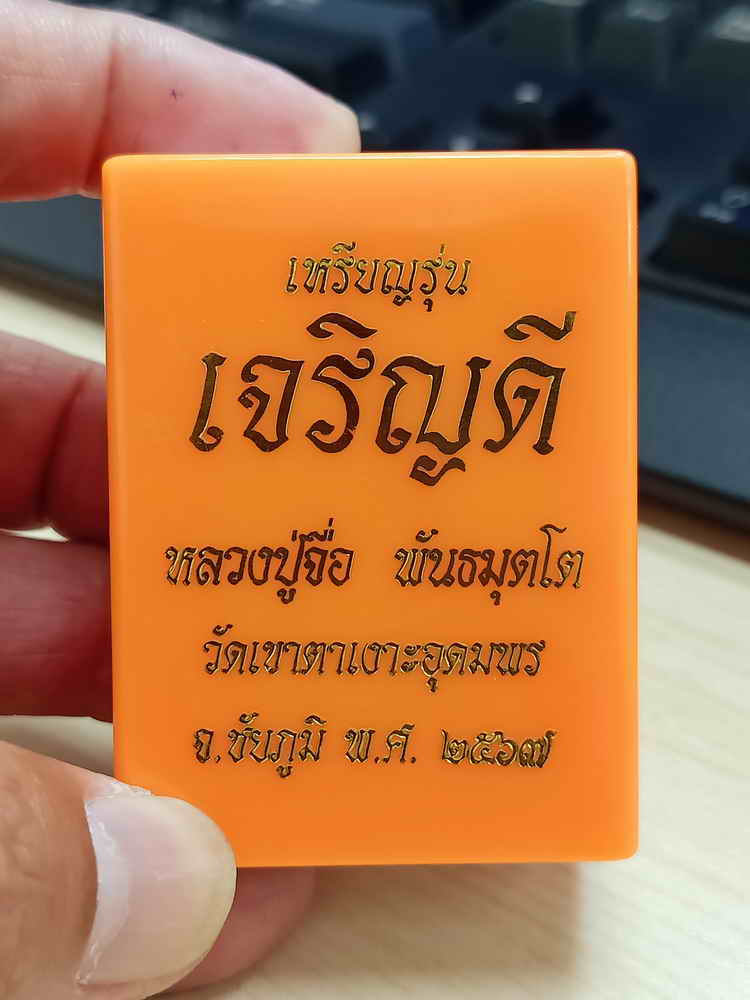 เหรียญรุ่น
เจริญดี
หลวงปู่จื่อ พันธมุตโต
วัดเขาตาเงาะอุดมพร
จ.ชัยภูมิ พ.ศ. ๒๕๖๗